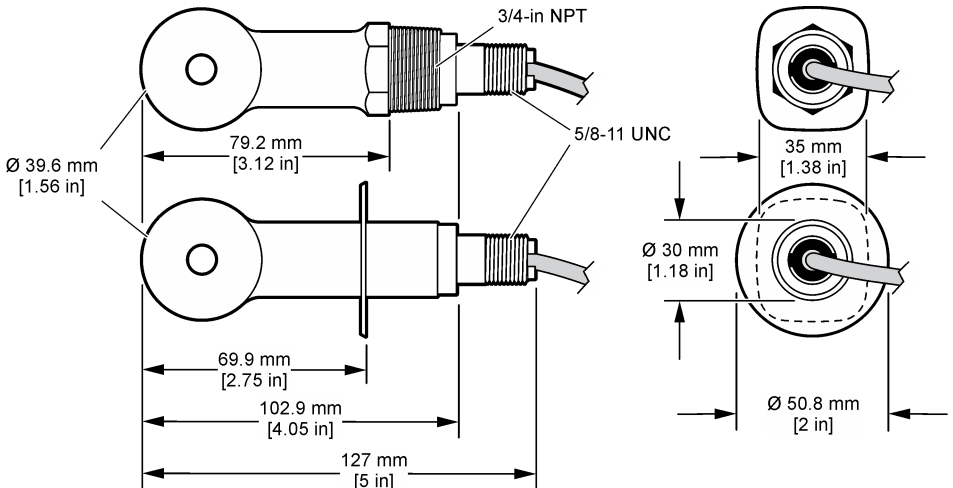 3/4-in NPT
5/8-11 UNC
79.2 mm
[3.12 in]
Ø 39.6 mm
[1.56 in]
35 mm
[1.38 in]
Ø 30 mm
[1.18 in]
69.9 mm
[2.75 in]
102.9 mm
[4.05 in]
Ø 50.8 mm
[2 in]
127 mm
[5 in]